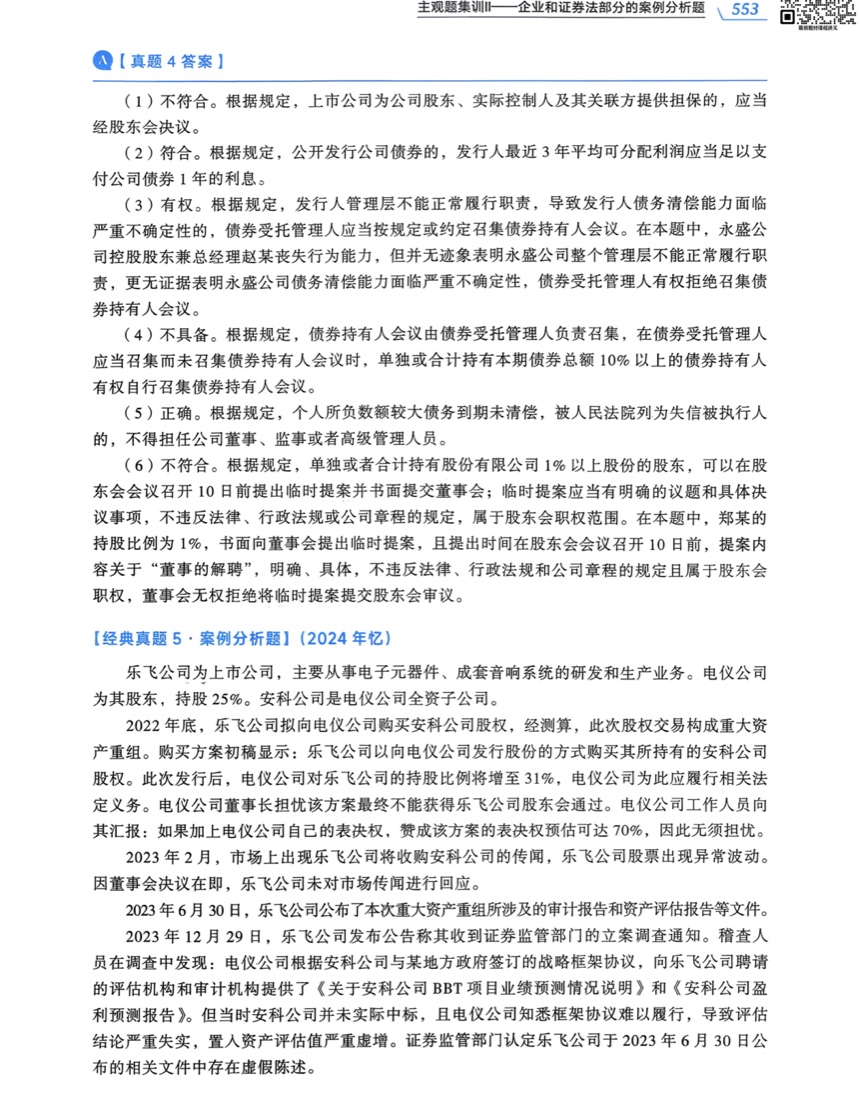 主观题集训Ⅱ——企业和证券法部分的案例分析题 553
A【真题 4 答案】
（1）不符合。根据规定，上市公司为公司股东、实际控制人及其关联方提供担保的，应当
经股东会决议。
（2）符合。根据规定，公开发行公司债券的，发行人最近 3 年平均可分配利润应当足以支
付公司债券 1 年的利息。
（3）有权。根据规定，发行人管理层不能正常履行职责，导致发行人债务清偿能力面临
严重不确定性的，债券受托管理人应当按规定或约定召集债券持有人会议。在本题中，永盛公
司控股股东兼总经理赵某丧失行为能力，但并无迹象表明永盛公司整个管理层不能正常履行职
责，更无证据表明永盛公司债务清偿能力面临严重不确定性，债券受托管理人有权拒绝召集债
券持有人会议。
（4）不具备。根据规定，债券持有人会议由债券受托管理人负责召集，在债券受托管理人
应当召集而未召集债券持有人会议时，单独或合计持有本期债券总额 10% 以上的债券持有人
有权自行召集债券持有人会议。
（5）正确。根据规定，个人所负数额较大债务到期未清偿，被人民法院列为失信被执行人
的，不得担任公司董事、监事或者高级管理人员。
（6）不符合。根据规定，单独或者合计持有股份有限公司 1% 以上股份的股东，可以在股
东会会议召开 10 日前提出临时提案并书面提交董事会；临时提案应当有明确的议题和具体决
议事项，不违反法律、行政法规或公司章程的规定，属于股东会职权范围。在本题中，郑某的
持股比例为 1%，书面向董事会提出临时提案，且提出时间在股东会会议召开 10 日前，提案内
容关于“董事的解聘”，明确、具体，不违反法律、行政法规和公司章程的规定且属于股东会
职权，董事会无权拒绝将临时提案提交股东会审议。
【经典真题 5 · 案例分析题】（2024 年忆）
乐飞公司为上市公司，主要从事电子元器件、成套音响系统的研发和生产业务。电仪公司
为其股东，持股 25%。安科公司是电仪公司全资子公司。
2022 年底，乐飞公司拟向电仪公司购买安科公司股权，经测算，此次股权交易构成重大资
产重组。购买方案初稿显示：乐飞公司以向电仪公司发行股份的方式购买其所持有的安科公司
股权。此次发行后，电仪公司对乐飞公司的持股比例将增至 31%，电仪公司为此应履行相关法
定义务。电仪公司董事长担忧该方案最终不能获得乐飞公司股东会通过。电仪公司工作人员向
其汇报：如果加上电仪公司自己的表决权，赞成该方案的表决权预估可达 70%，因此无须担忧。
2023 年 2 月，市场上出现乐飞公司将收购安科公司的传闻，乐飞公司股票出现异常波动。
因董事会决议在即，乐飞公司未对市场传闻进行回应。
2023 年 6 月 30 日，乐飞公司公布了本次重大资产重组所涉及的审计报告和资产评估报告等文件。
2023 年 12 月 29 日，乐飞公司发布公告称其收到证券监管部门的立案调查通知。稽查人
员在调查中发现：电仪公司根据安科公司与某地方政府签订的战略框架协议，向乐飞公司聘请
的评估机构和审计机构提供了《关于安科公司 BBT 项目业绩预测情况说明》和《安科公司盈
利预测报告》。但当时安科公司并未实际中标，且电仪公司知悉框架协议难以履行，导致评估
结论严重失实，置入资产评估值严重虚增。证券监管部门认定乐飞公司于 2023 年 6 月 30 日公
布的相关文件中存在虚假陈述。